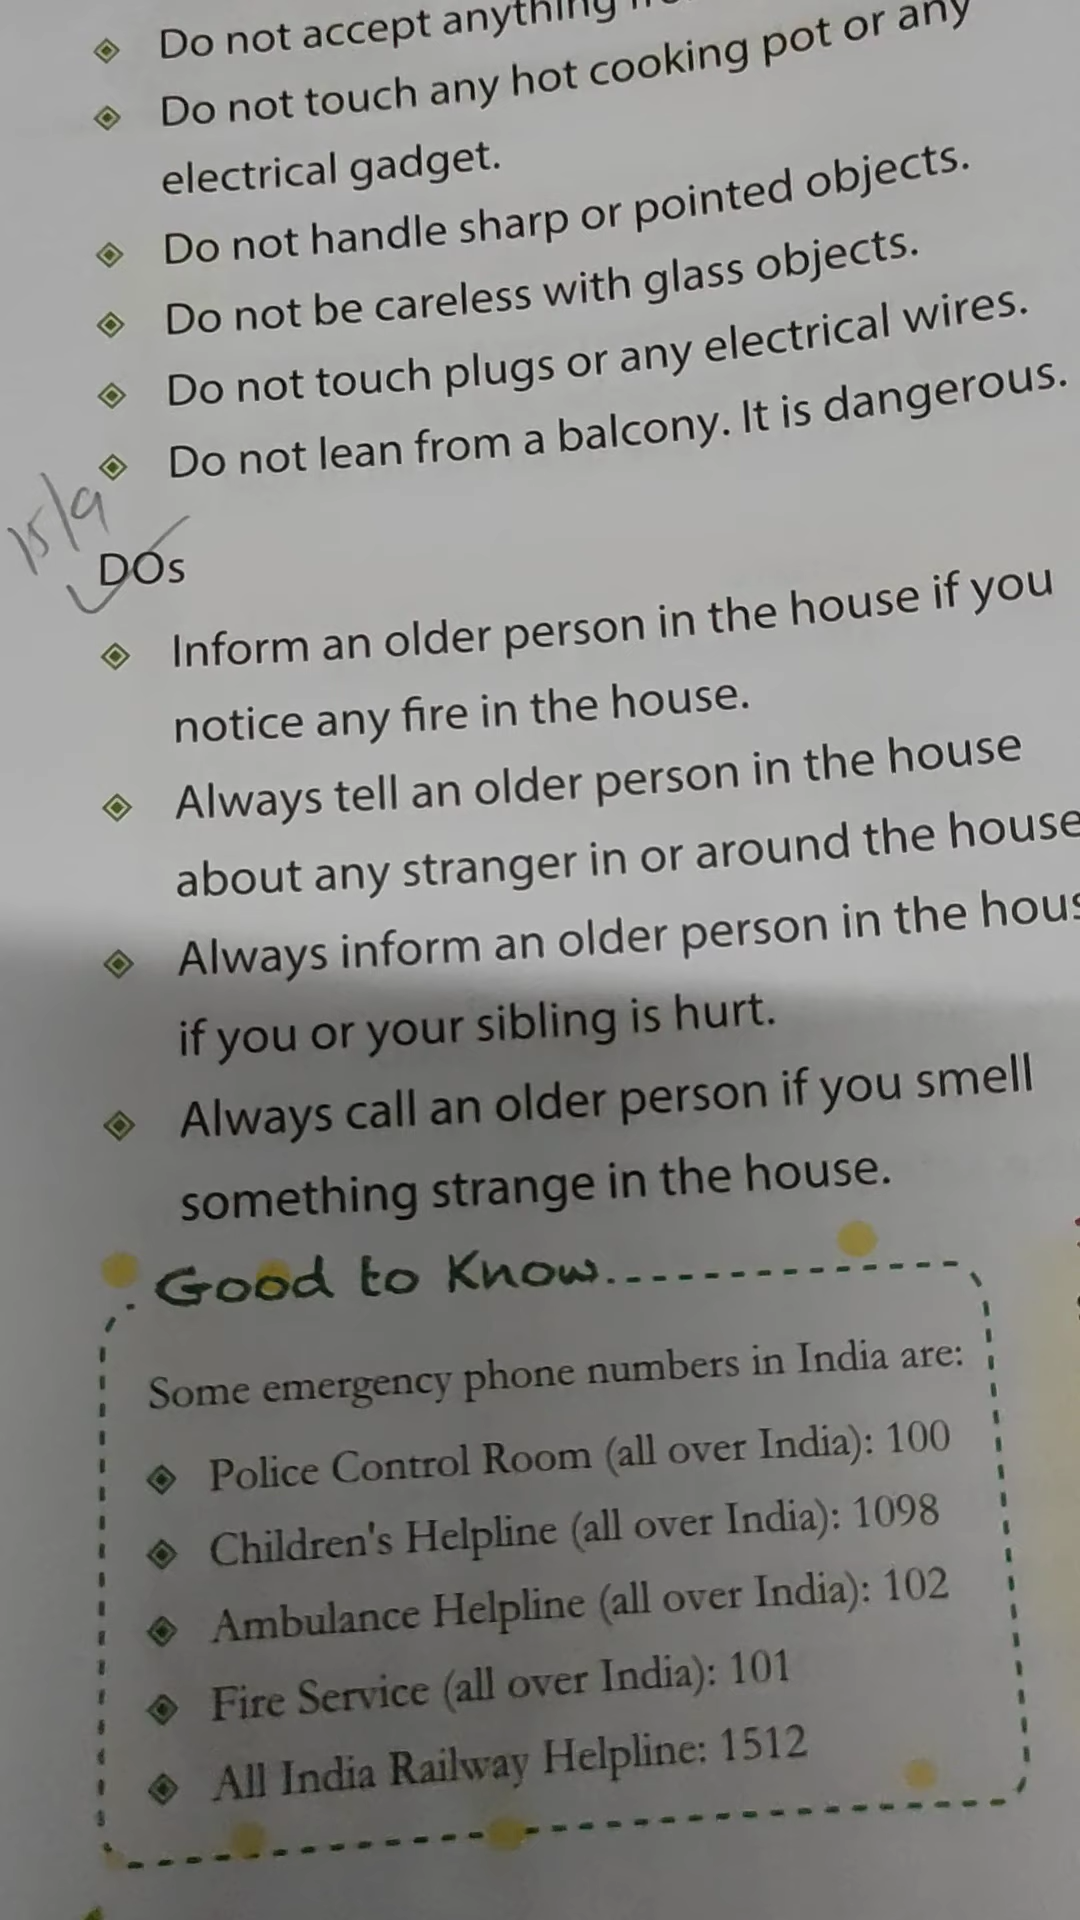 Do not accept anything
Do not touch any hot cooking pot or any
electrical gadget.
Do not handle sharp or pointed objects.
Do not be careless with glass objects.
Do not touch plugs or any electrical wires.
Do not lean from a balcony. It is dangerous.
15/9
DOs
Inform an older person in the house if you
notice any fire in the house.
Always tell an older person in the house
about any stranger in or around the house
Always inform an older person in the hous
if you or your sibling is hurt.
Always call an older person if you smell
something strange in the house.
Good to Know
Some emergency phone numbers in India are:
Police Control Room (all over India): 100
Children's Helpline (all over India): 1098
Ambulance Helpline (all over India): 102
Fire Service (all over India): 101
All India Railway Helpline: 1512